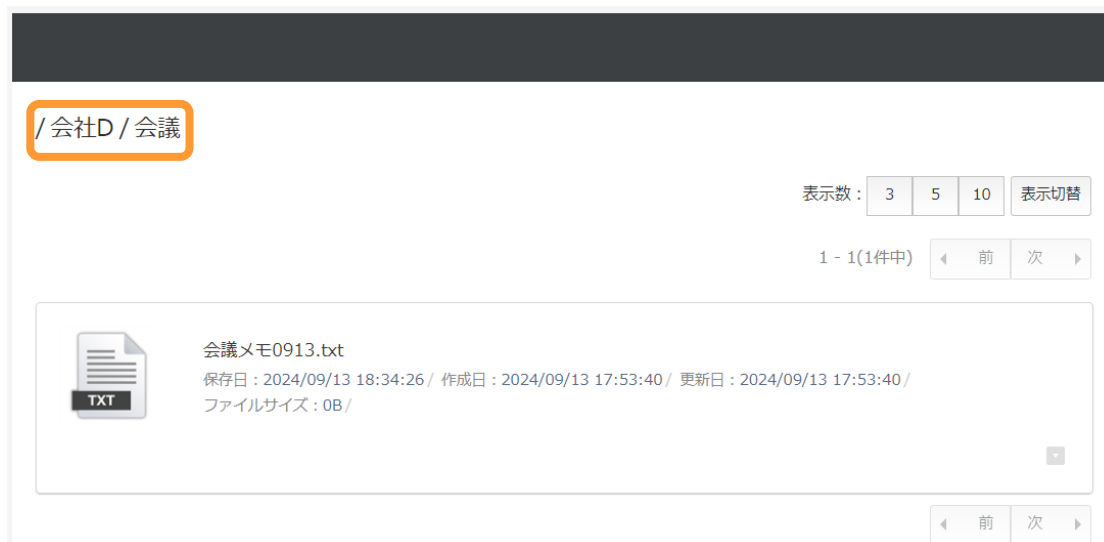 / 会社D / 会議
表示数： 3 5 10 表示切替
1 - 1(1件中) 前 次
会議メモ0913.txt
保存日：2024/09/13 18:34:26 / 作成日：2024/09/13 17:53:40 / 更新日：2024/09/13 17:53:40 /
TXT
ファイルサイズ：0B /
前 次